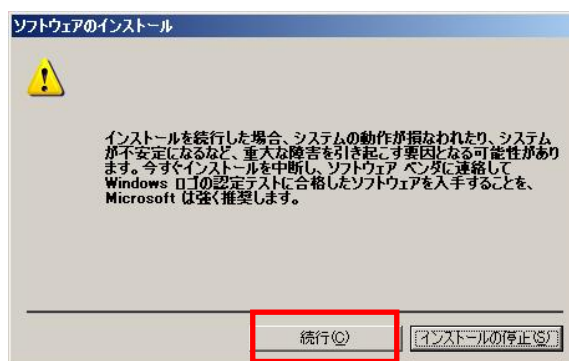 ソフトウェアのインストール
インストールを続行した場合、システムの動作が損なわれたり、システム
が不安定になるなど、重大な障害を引き起こす要因となる可能性があり
ます。今すぐインストールを中断し、ソフトウェア ベンダに連絡して
Windows ロゴの認定テストに合格したソフトウェアを入手することを、
Microsoft は強く推奨します。
続行(C) インストールの停止(S)